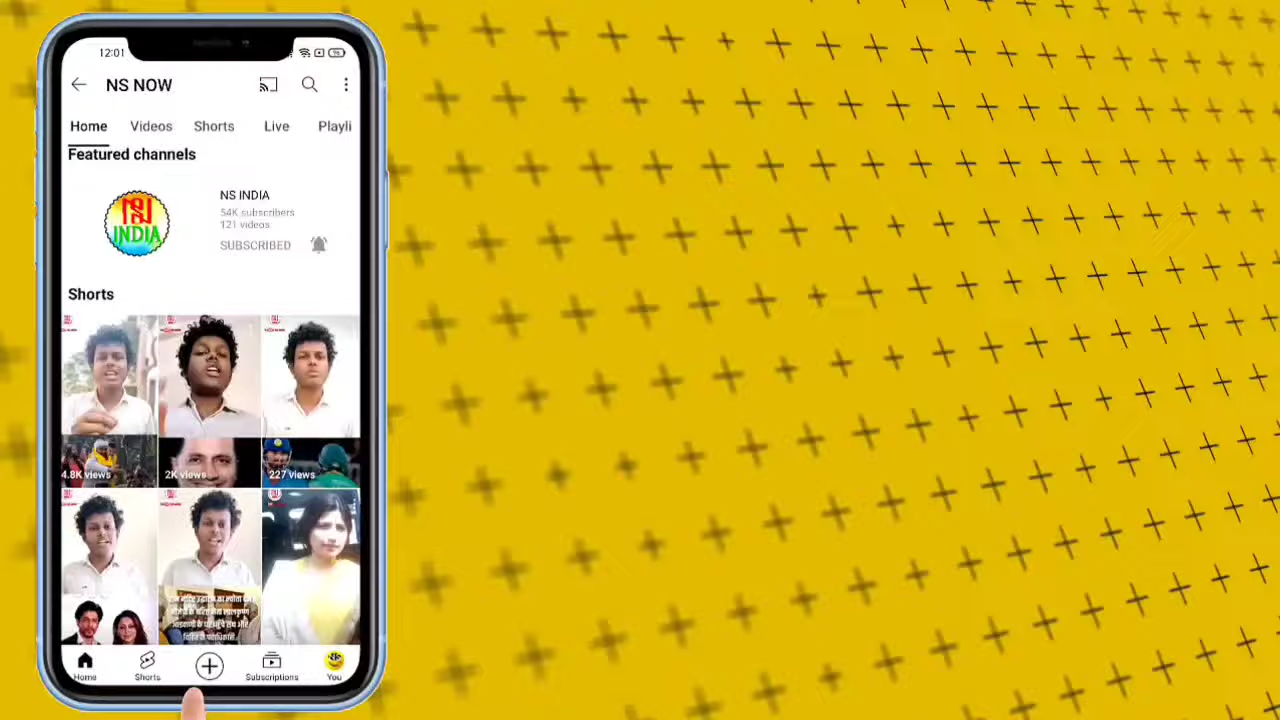 12:01
NS NOW
Home Videos Shorts Live Playli
Featured channels
INDIA
NS INDIA
54K subscribers
121 videos
SUBSCRIBED
Shorts
4.8K views
2K views
227 views
Home
Shorts
Subscriptions
You